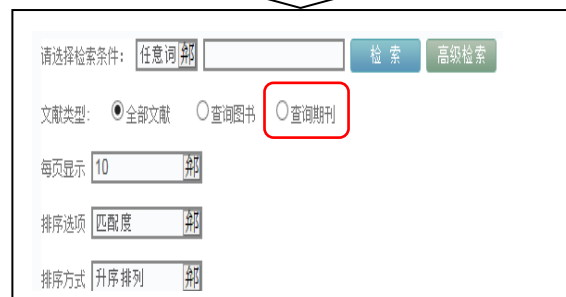 请选择检索条件: 任意词 检 索 高级检索
文献类型: 全部文献 查询图书 查询期刊
每页显示 10
排序选项 匹配度
排序方式 升序排列